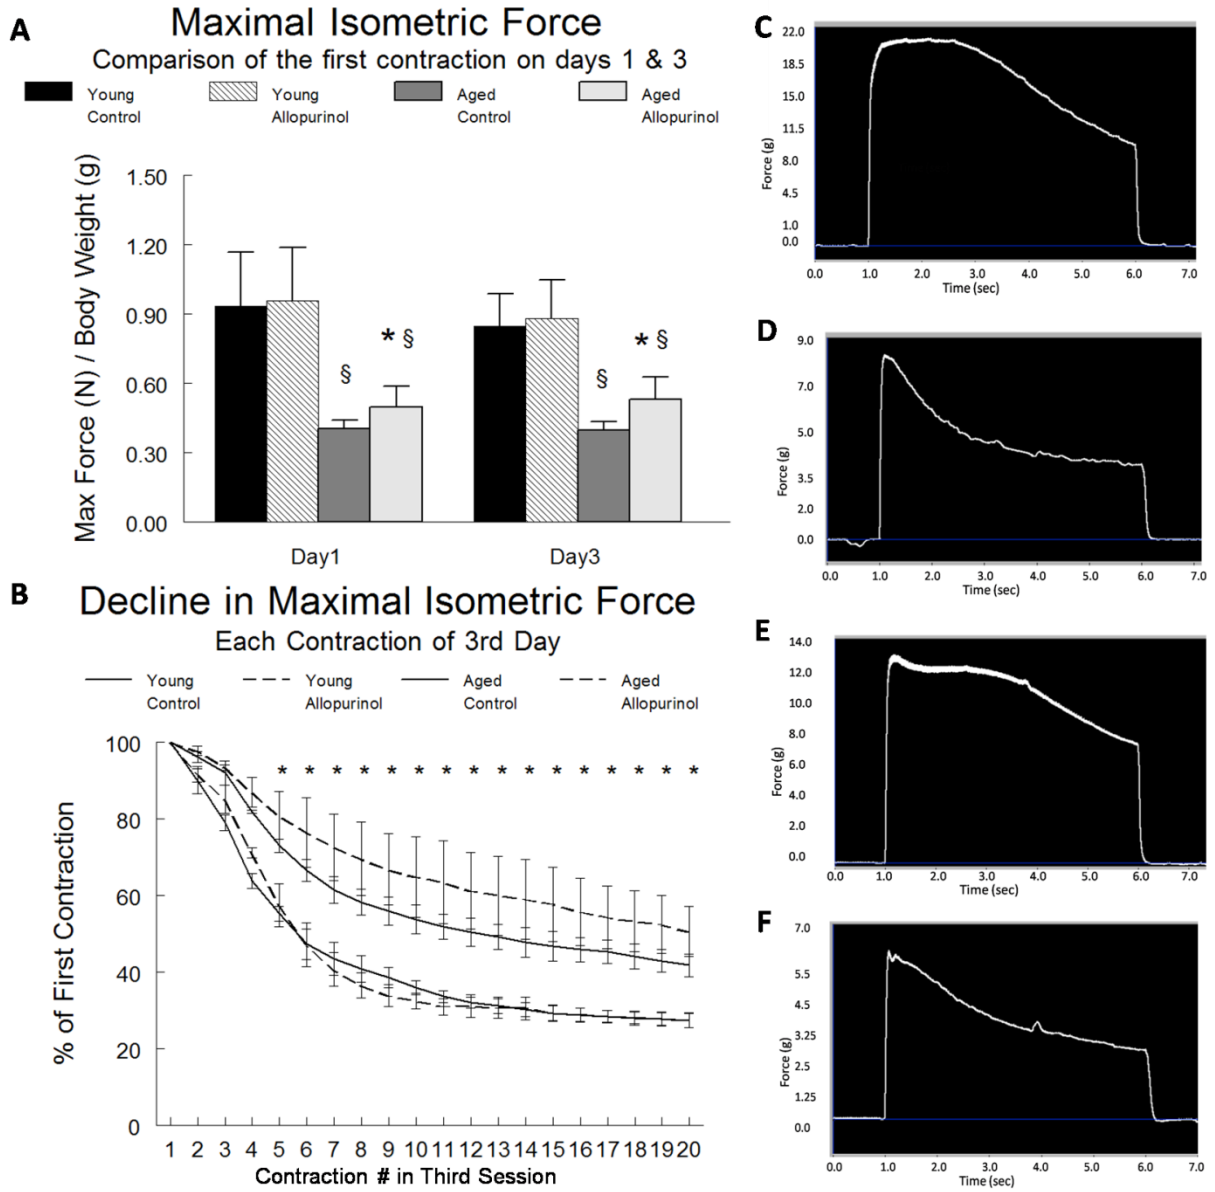 A
Maximal Isometric Force
Comparison of the first contraction on days 1 & 3
Young Control
Young Allopurinol
Aged Control
Aged Allopurinol
Max Force (N) / Body Weight (g)
1.50
1.20
0.90
0.60
0.30
0.00
§
* §
§
* §
Day1
Day3
B
Decline in Maximal Isometric Force
Each Contraction of 3rd Day
Young Control
Young Allopurinol
Aged Control
Aged Allopurinol
% of First Contraction
100
80
60
40
20
0
* * * * * * * * * * * * * * * *
1 2 3 4 5 6 7 8 9 10 11 12 13 14 15 16 17 18 19 20
Contraction # in Third Session
C
Force (g)
22.0
18.5
15.0
11.5
8.0
4.5
1.0
0.0
0.0 1.0 2.0 3.0 4.0 5.0 6.0 7.0
Time (sec)
D
Force (g)
9.0
7.0
5.0
3.5
2.0
0.0
0.0 1.0 2.0 3.0 4.0 5.0 6.0 7.0
Time (sec)
E
Force (g)
14.0
12.0
10.0
8.0
6.0
4.0
2.0
0.0
0.0 1.0 2.0 3.0 4.0 5.0 6.0 7.0
Time (sec)
F
Force (g)
7.0
5.5
4.5
3.25
2.5
1.25
0.0
0.0 1.0 2.0 3.0 4.0 5.0 6.0 7.0
Time (sec)